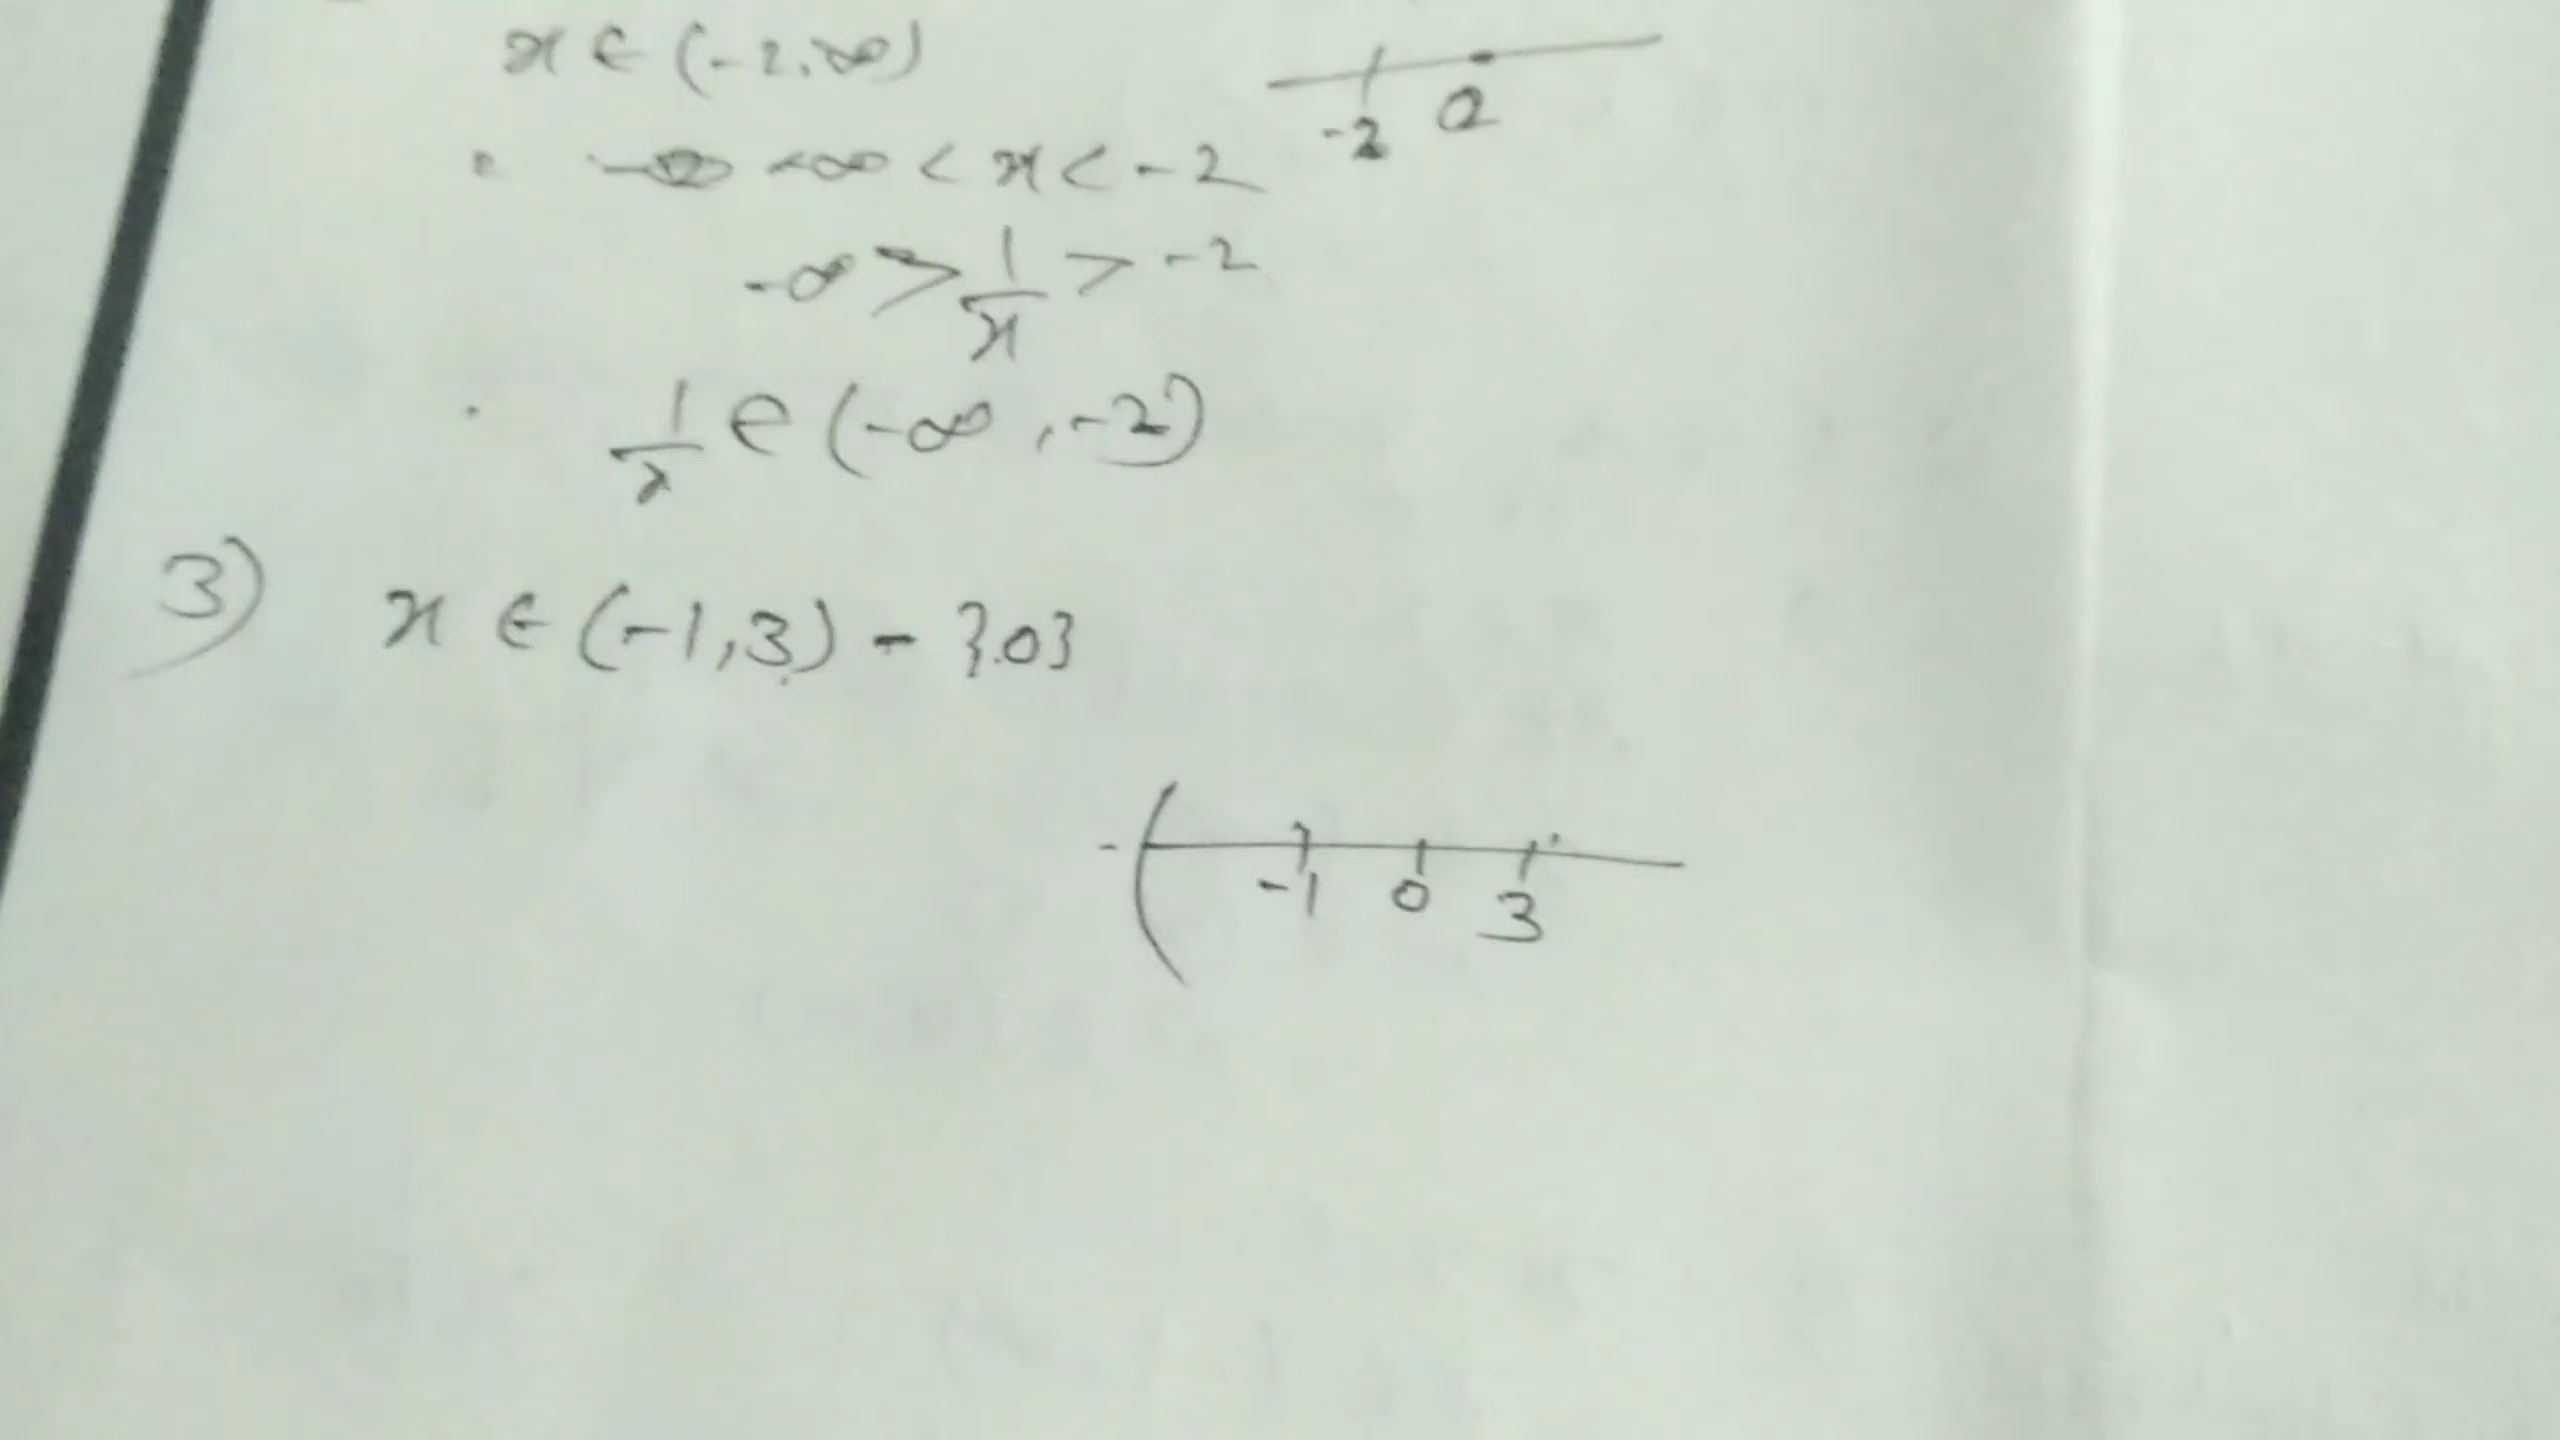 x ∈ (-2, ∞)
-2 0
-∞ < x < -2
-∞ > 1/x > -2
1/x ∈ (-∞, -2)
3) x ∈ (-1,3) - {0}
-1 0 3